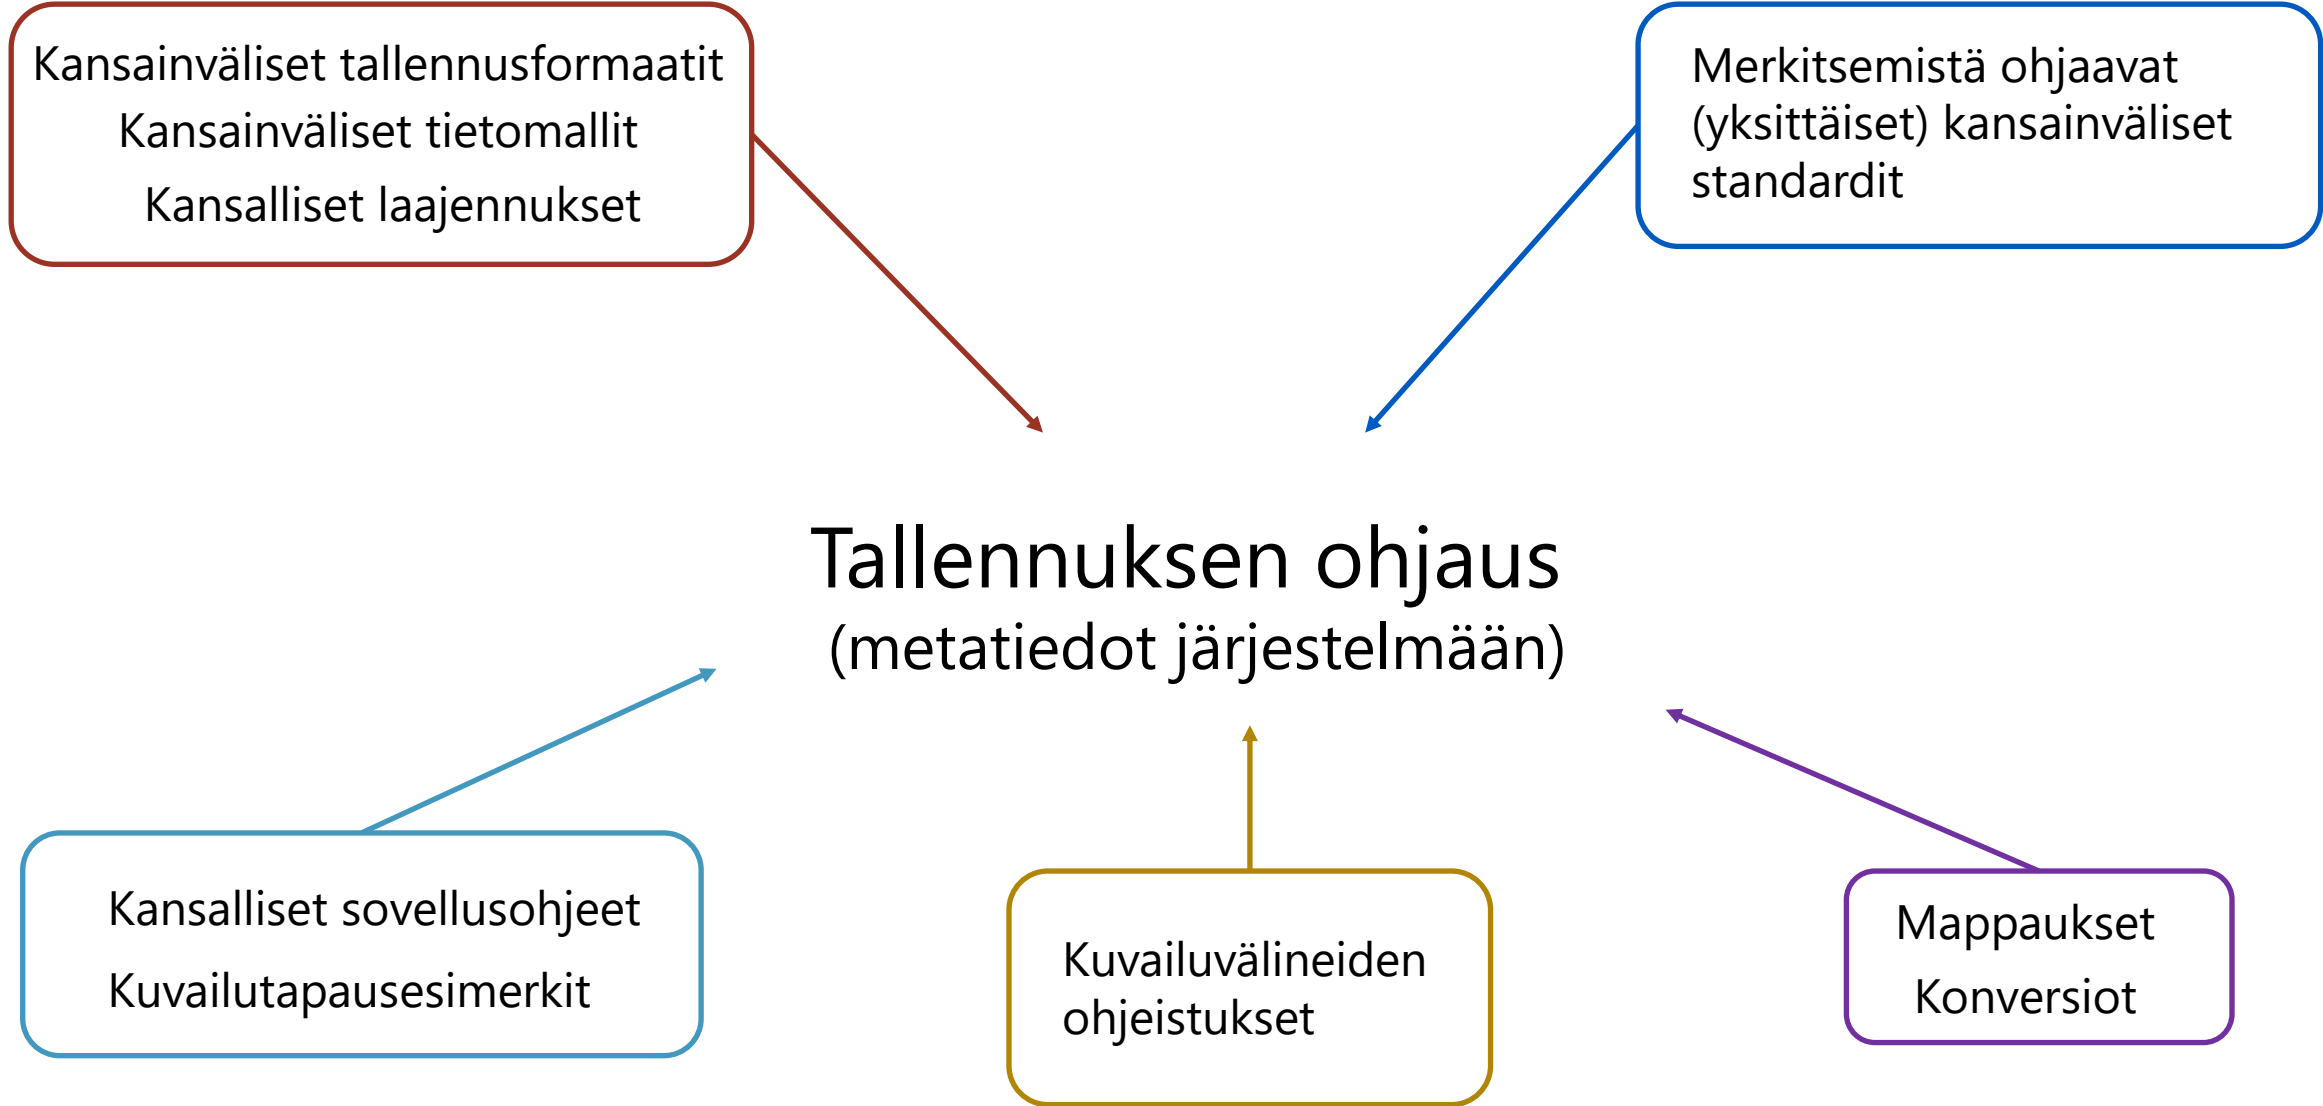 Kansainväliset tallennusformaatit
Kansainväliset tietomallit
Kansalliset laajennukset
Merkitsemistä ohjaavat
(yksittäiset) kansainväliset
standardit
Tallennuksen ohjaus
(metatiedot järjestelmään)
Kansalliset sovellusohjeet
Kuvailutapausesimerkit
Kuvailuvälineiden
ohjeistukset
Mappaukset
Konversiot